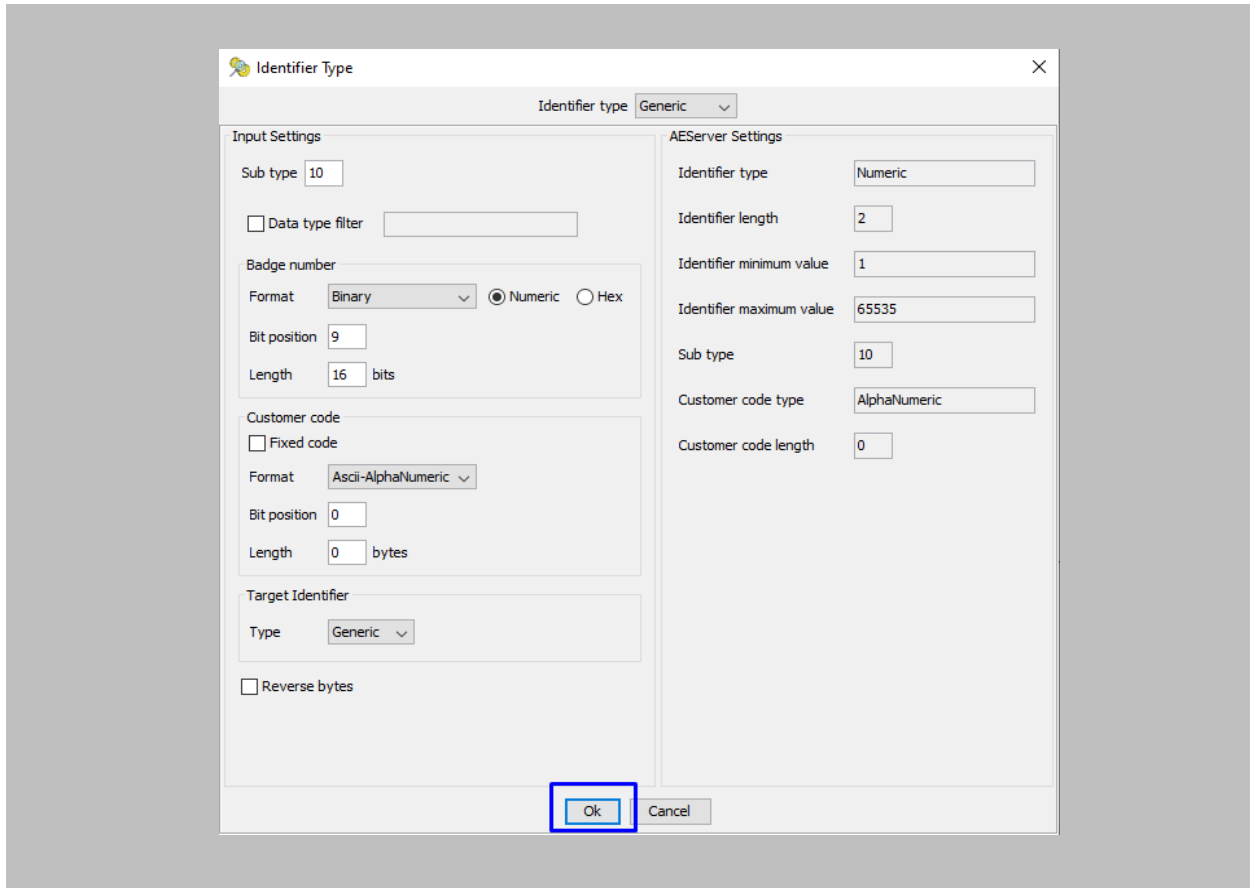 Identifier Type
Identifier type Generic
Input Settings
Sub type 10
Data type filter
Badge number
Format Binary Numeric Hex
Bit position 9
Length 16 bits
Customer code
Fixed code
Format Ascii-AlphaNumeric
Bit position 0
Length 0 bytes
Target Identifier
Type Generic
Reverse bytes
AEServer Settings
Identifier type Numeric
Identifier length 2
Identifier minimum value 1
Identifier maximum value 65535
Sub type 10
Customer code type AlphaNumeric
Customer code length 0
Ok Cancel